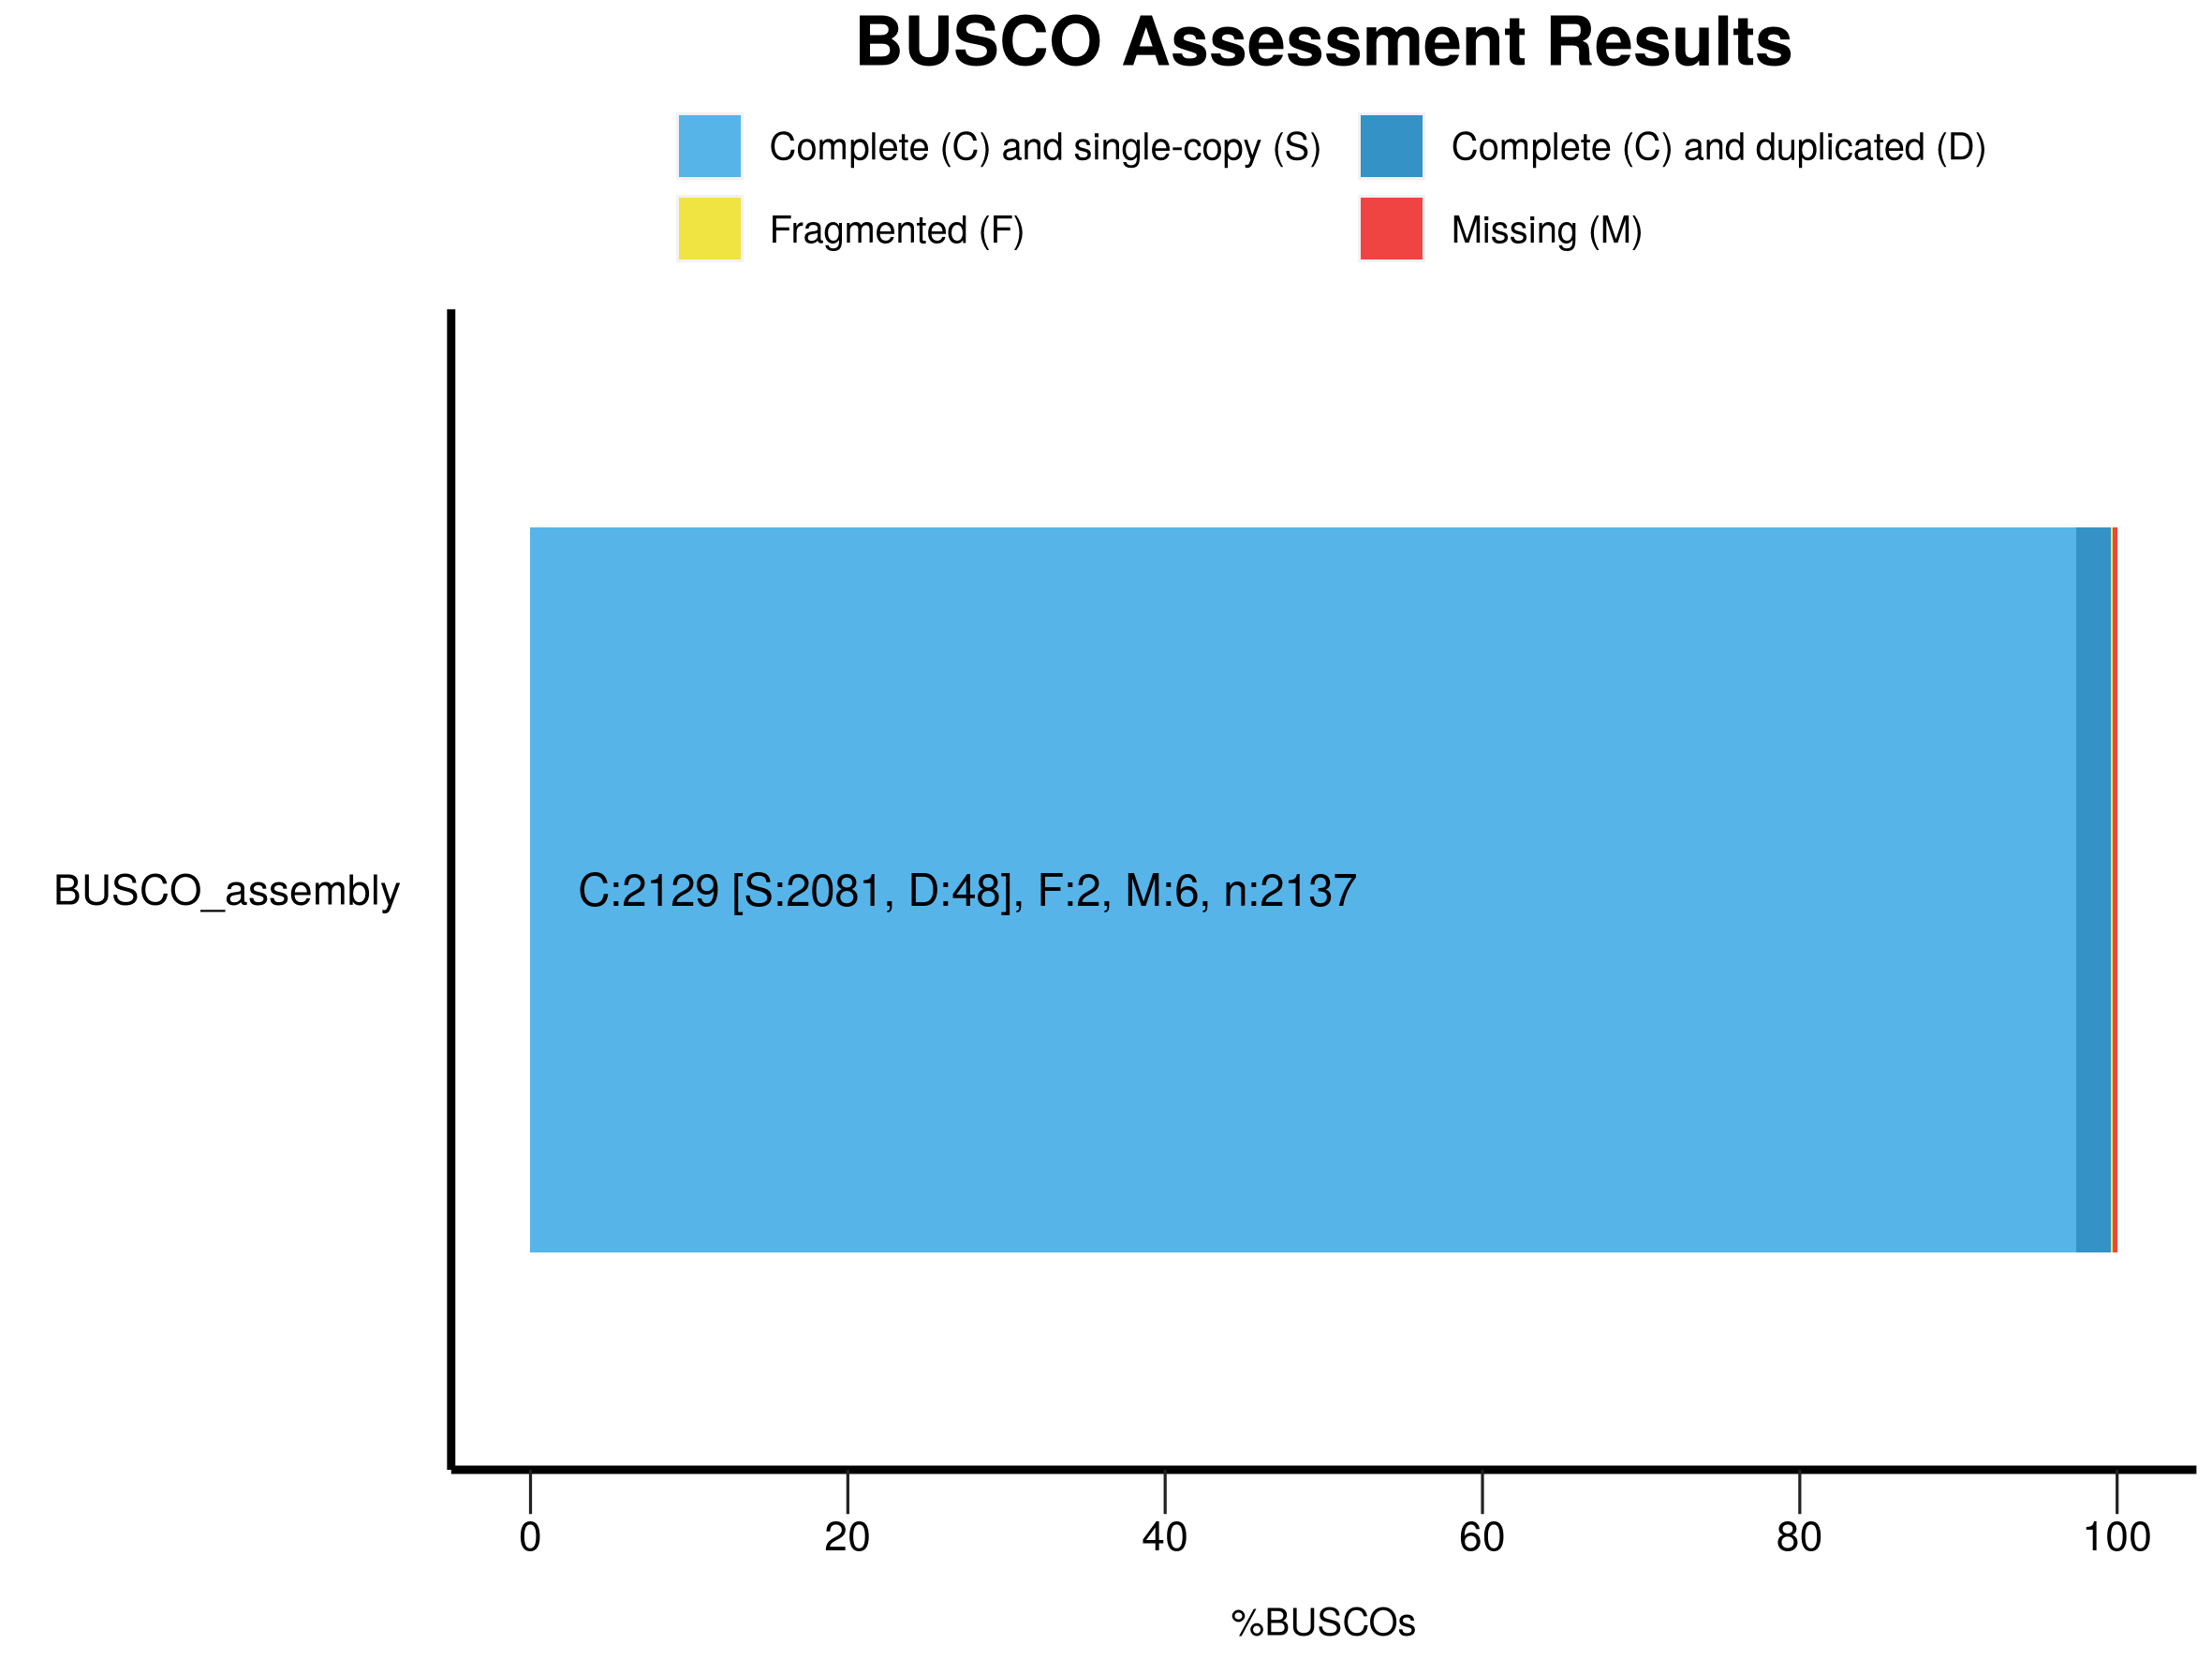 BUSCO Assessment Results
Complete (C) and single-copy (S)
Complete (C) and duplicated (D)
Fragmented (F)
Missing (M)
BUSCO_assembly
C:2129 [S:2081, D:48], F:2, M:6, n:2137
0 20 40 60 80 100
%BUSCOs